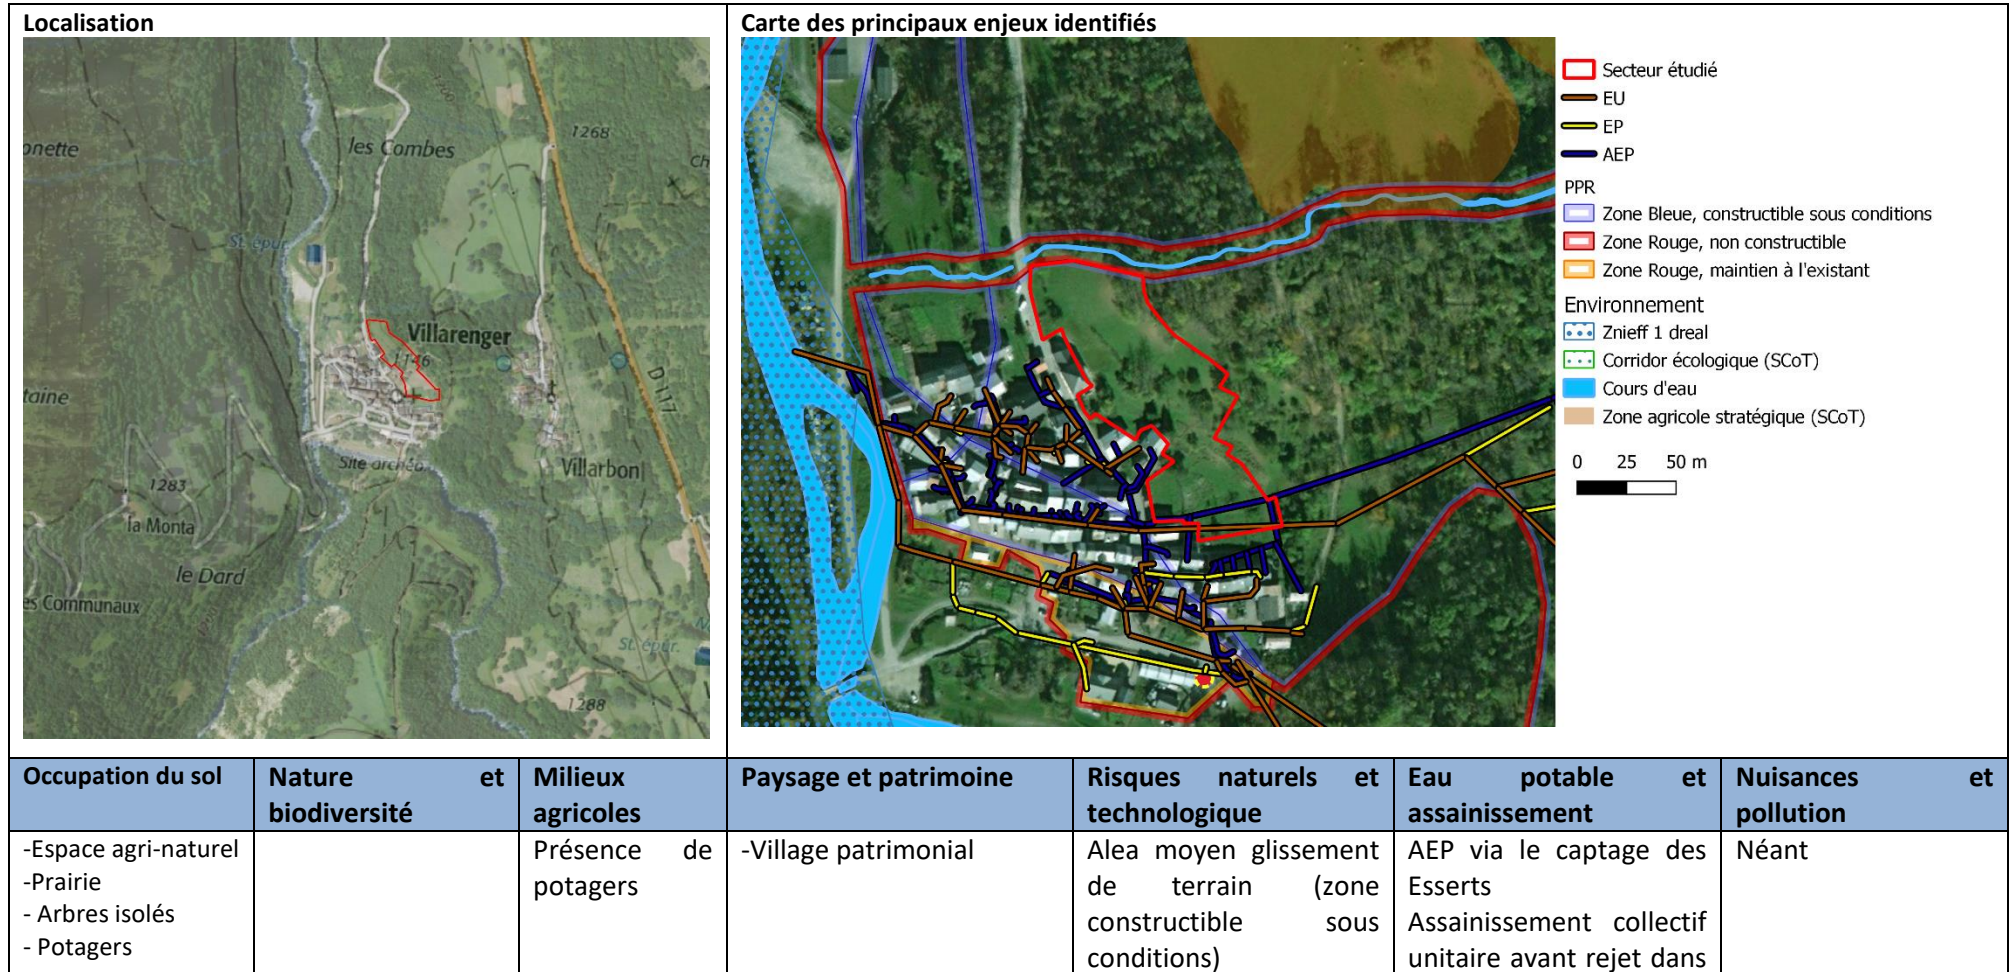 Localisation
onette
les Combes
1200
1268
Ch
St. épur.
Villarenger
1146
taine
D 117
Site archéo.
Villarbon
1283
la Monta
le Dard
es Communaux
St. épur.
1288
Carte des principaux enjeux identifiés
Secteur étudié
EU
EP
AEP
PPR
Zone Bleue, constructible sous conditions
Zone Rouge, non constructible
Zone Rouge, maintien à l'existant
Environnement
Znieff 1 dreal
Corridor écologique (SCoT)
Cours d'eau
Zone agricole stratégique (SCoT)
0 25 50 m
Occupation du sol
Nature et
biodiversité
Milieux
agricoles
Paysage et patrimoine
Risques naturels et
technologique
Eau potable et
assainissement
Nuisances et
pollution
-Espace agri-naturel
-Prairie
- Arbres isolés
- Potagers
Présence de
potagers
-Village patrimonial
Alea moyen glissement
de terrain (zone
constructible sous
conditions)
AEP via le captage des
Esserts
Assainissement collectif
unitaire avant rejet dans
Néant